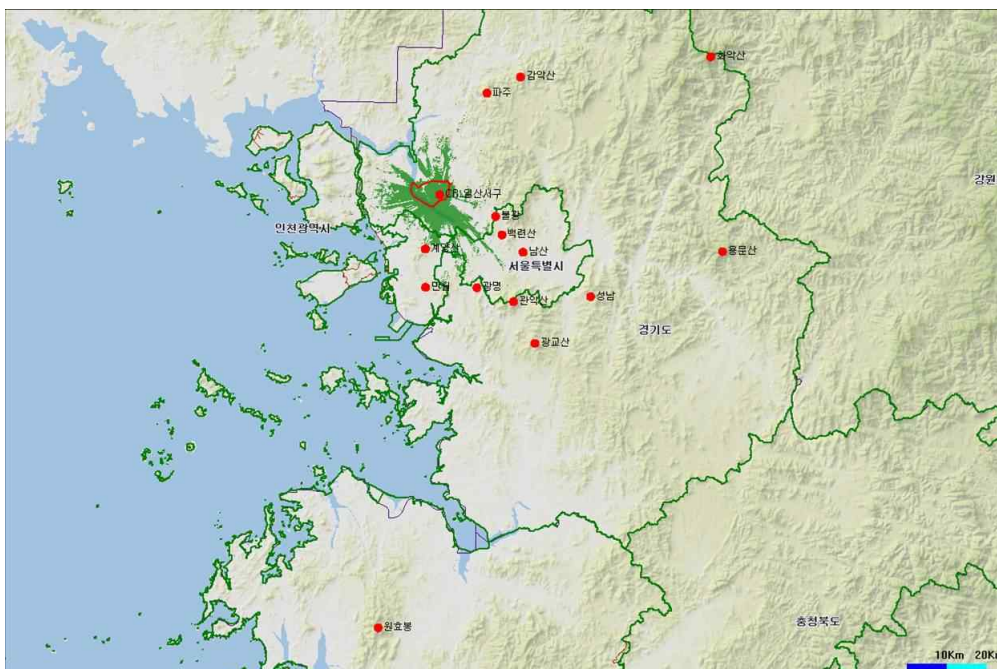 화악산
감악산
파주
강원
CBS일산서구
불광
인천광역시
백련산
계양산
남산
용문산
서울특별시
광명
성남
관악산
경기도
광교산
충청북도
원효봉
10Km 20K